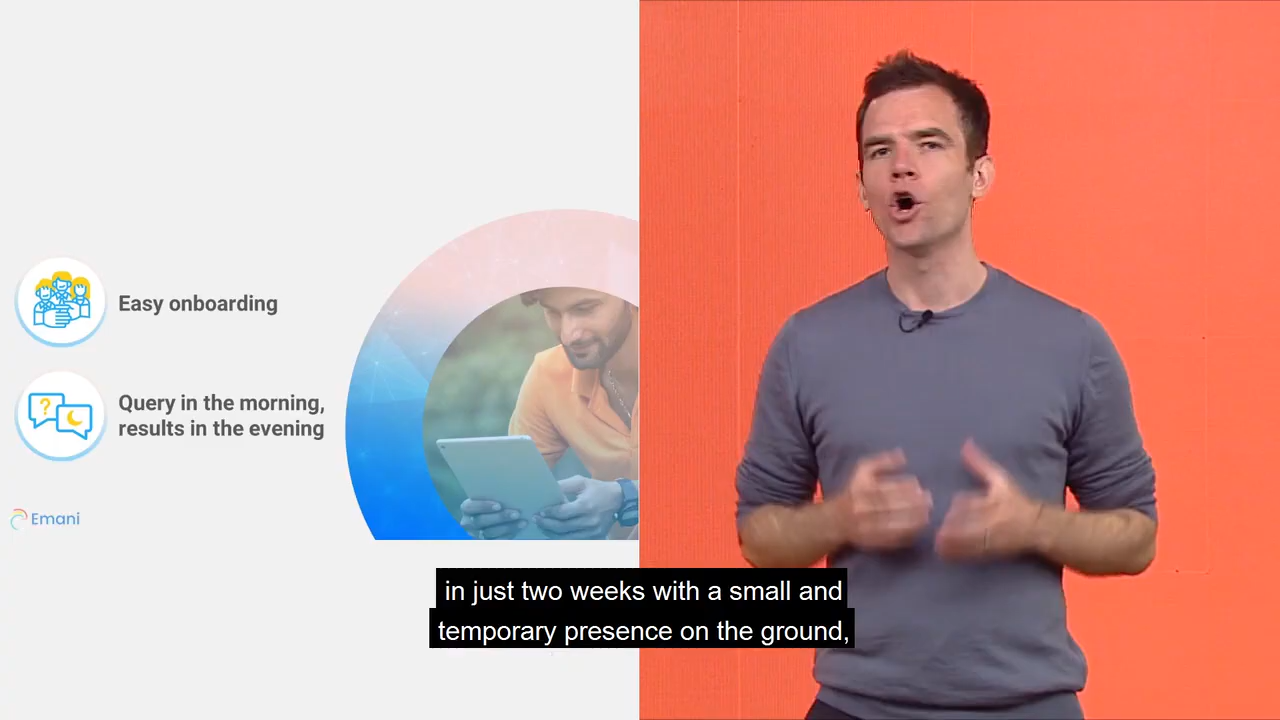 Easy onboarding
Query in the morning,
results in the evening
Emani
in just two weeks with a small and
temporary presence on the ground,